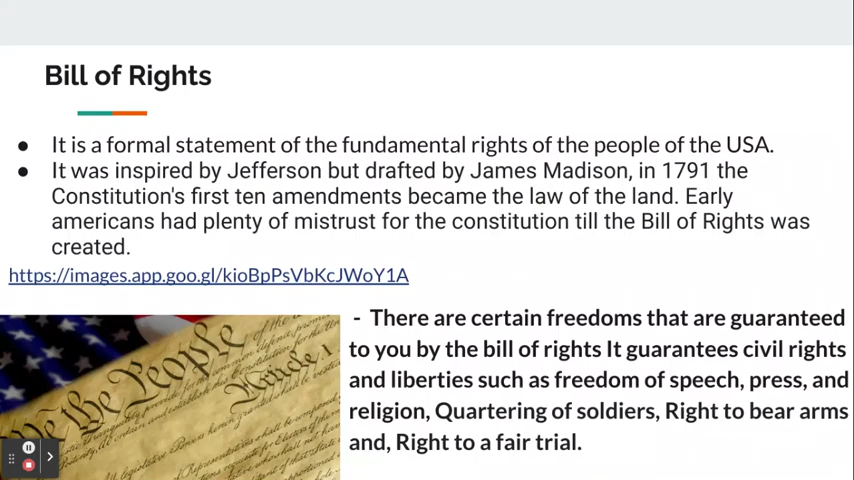 Bill of Rights
● It is a formal statement of the fundamental rights of the people of the USA.
● It was inspired by Jefferson but drafted by James Madison, in 1791 the
Constitution's first ten amendments became the law of the land. Early
americans had plenty of mistrust for the constitution till the Bill of Rights was
created.
https://images.app.goo.gl/kioBpPsVbKcJWoY1A
- There are certain freedoms that are guaranteed
to you by the bill of rights It guarantees civil rights
and liberties such as freedom of speech, press, and
religion, Quartering of soldiers, Right to bear arms
and, Right to a fair trial.
We the People
Article 1